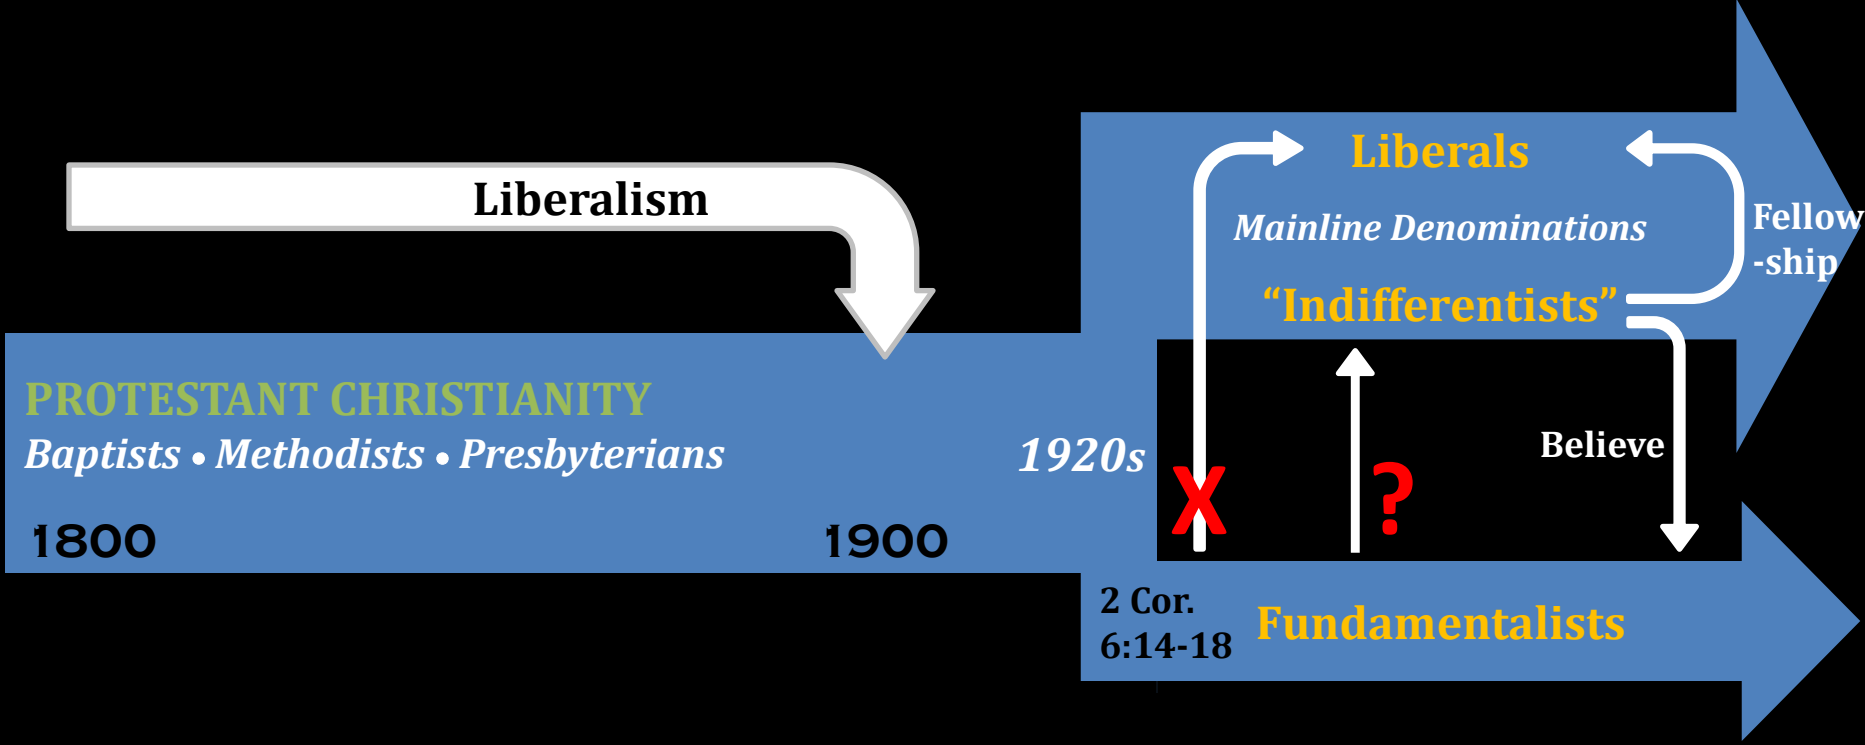 Liberalism
PROTESTANT CHRISTIANITY
Baptists • Methodists • Presbyterians
1920s
1800
1900
Liberals
Mainline Denominations
“Indifferentists”
Fellow
-ship
Believe
X
?
2 Cor.
6:14-18
Fundamentalists